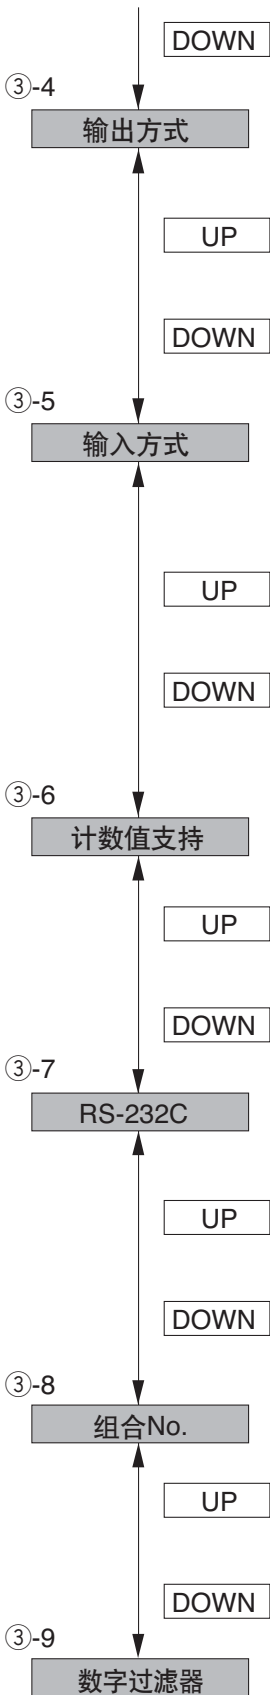 DOWN
③-4
输出方式
UP
DOWN
③-5
输入方式
UP
DOWN
③-6
计数值支持
UP
DOWN
③-7
RS-232C
UP
DOWN
③-8
组合No.
UP
DOWN
③-9
数字过滤器